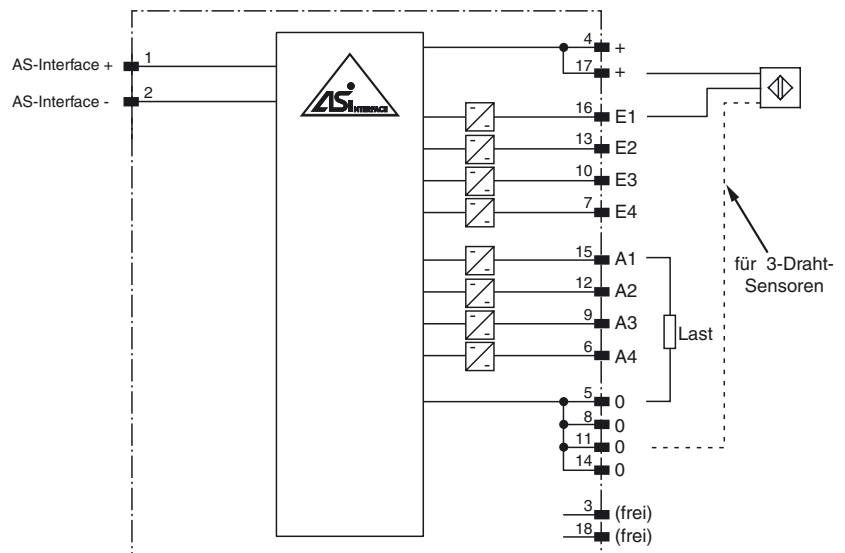 AS-Interface +
1
AS-Interface -
2
ASi INTERFACE
4 +
17 +
16 E1
13 E2
10 E3
7 E4
15 A1
12 A2
9 A3
6 A4
5 0
8 0
11 0
14 0
3 (frei)
18 (frei)
Last
für 3-Draht-
Sensoren